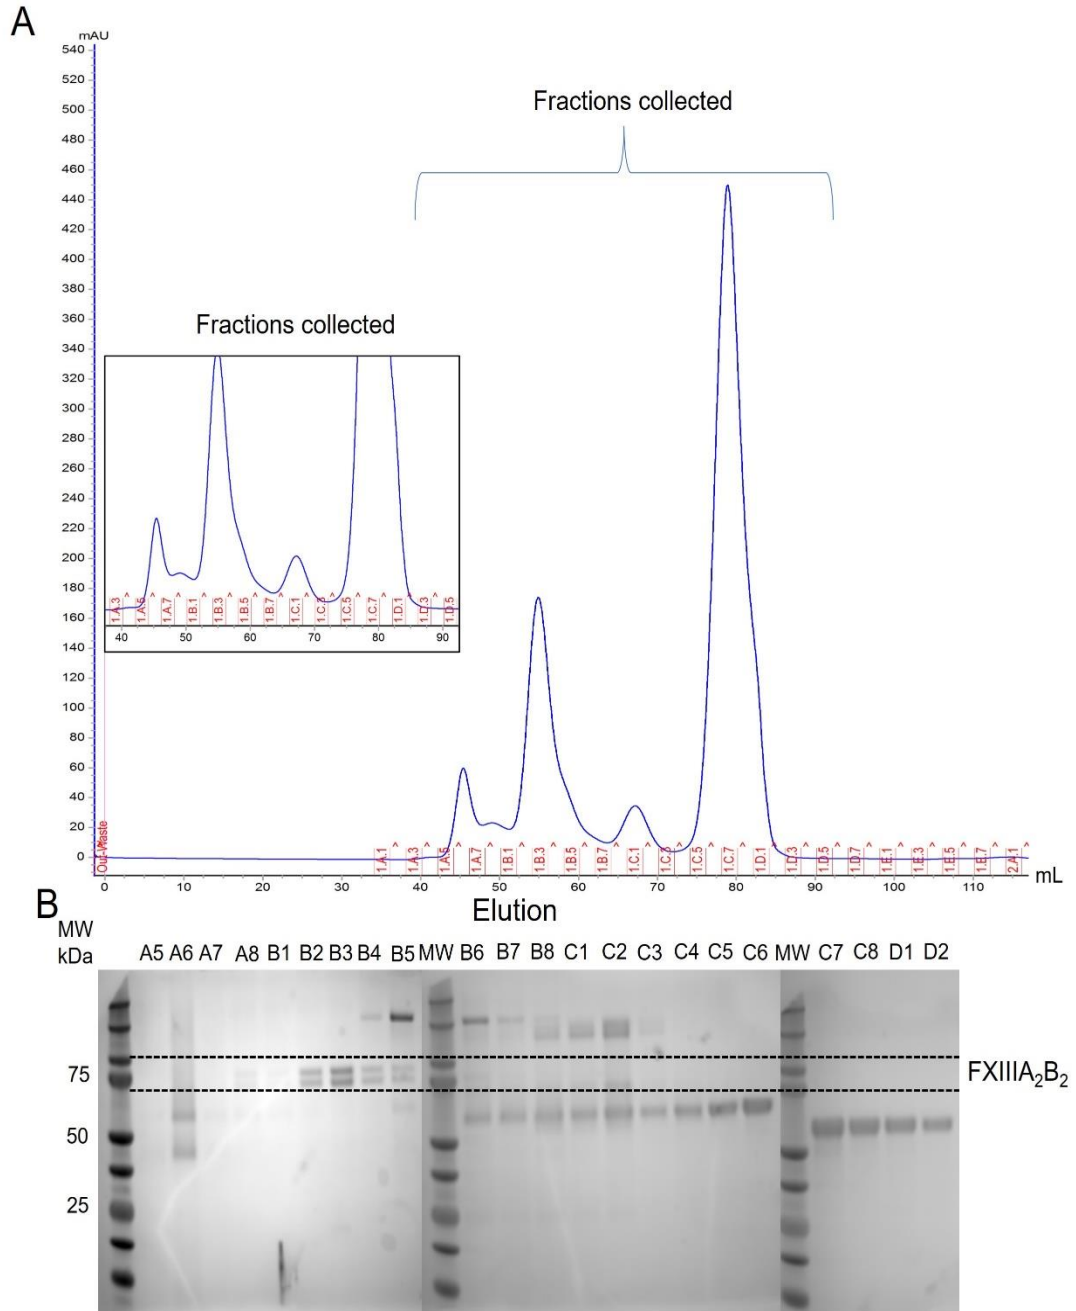 A
mAU
540
520
500
480
460
440
420
400
380
360
340
320
300
280
260
240
220
200
180
160
140
120
100
80
60
40
20
0
Fractions collected
Fractions collected
1.A.3 1.A.5 1.A.7 1.B.1 1.B.3 1.B.5 1.B.7 1.C.1 1.C.3 1.C.5 1.C.7 1.D.1 1.D.3 1.D.5
40 50 60 70 80 90
Out-Waste 1.A.1 1.A.3 1.A.5 1.A.7 1.B.1 1.B.3 1.B.5 1.B.7 1.C.1 1.C.3 1.C.5 1.C.7 1.D.1 1.D.3 1.D.5 1.D.7 1.E.1 1.E.3 1.E.5 1.E.7 2.A.1
0 10 20 30 40 50 60 70 80 90 100 110
mL
Elution
B
MW
kDa
A5 A6 A7 A8 B1 B2 B3 B4 B5 MW B6 B7 B8 C1 C2 C3 C4 C5 C6 MW C7 C8 D1 D2
75
50
25
FXIIIA₂B₂